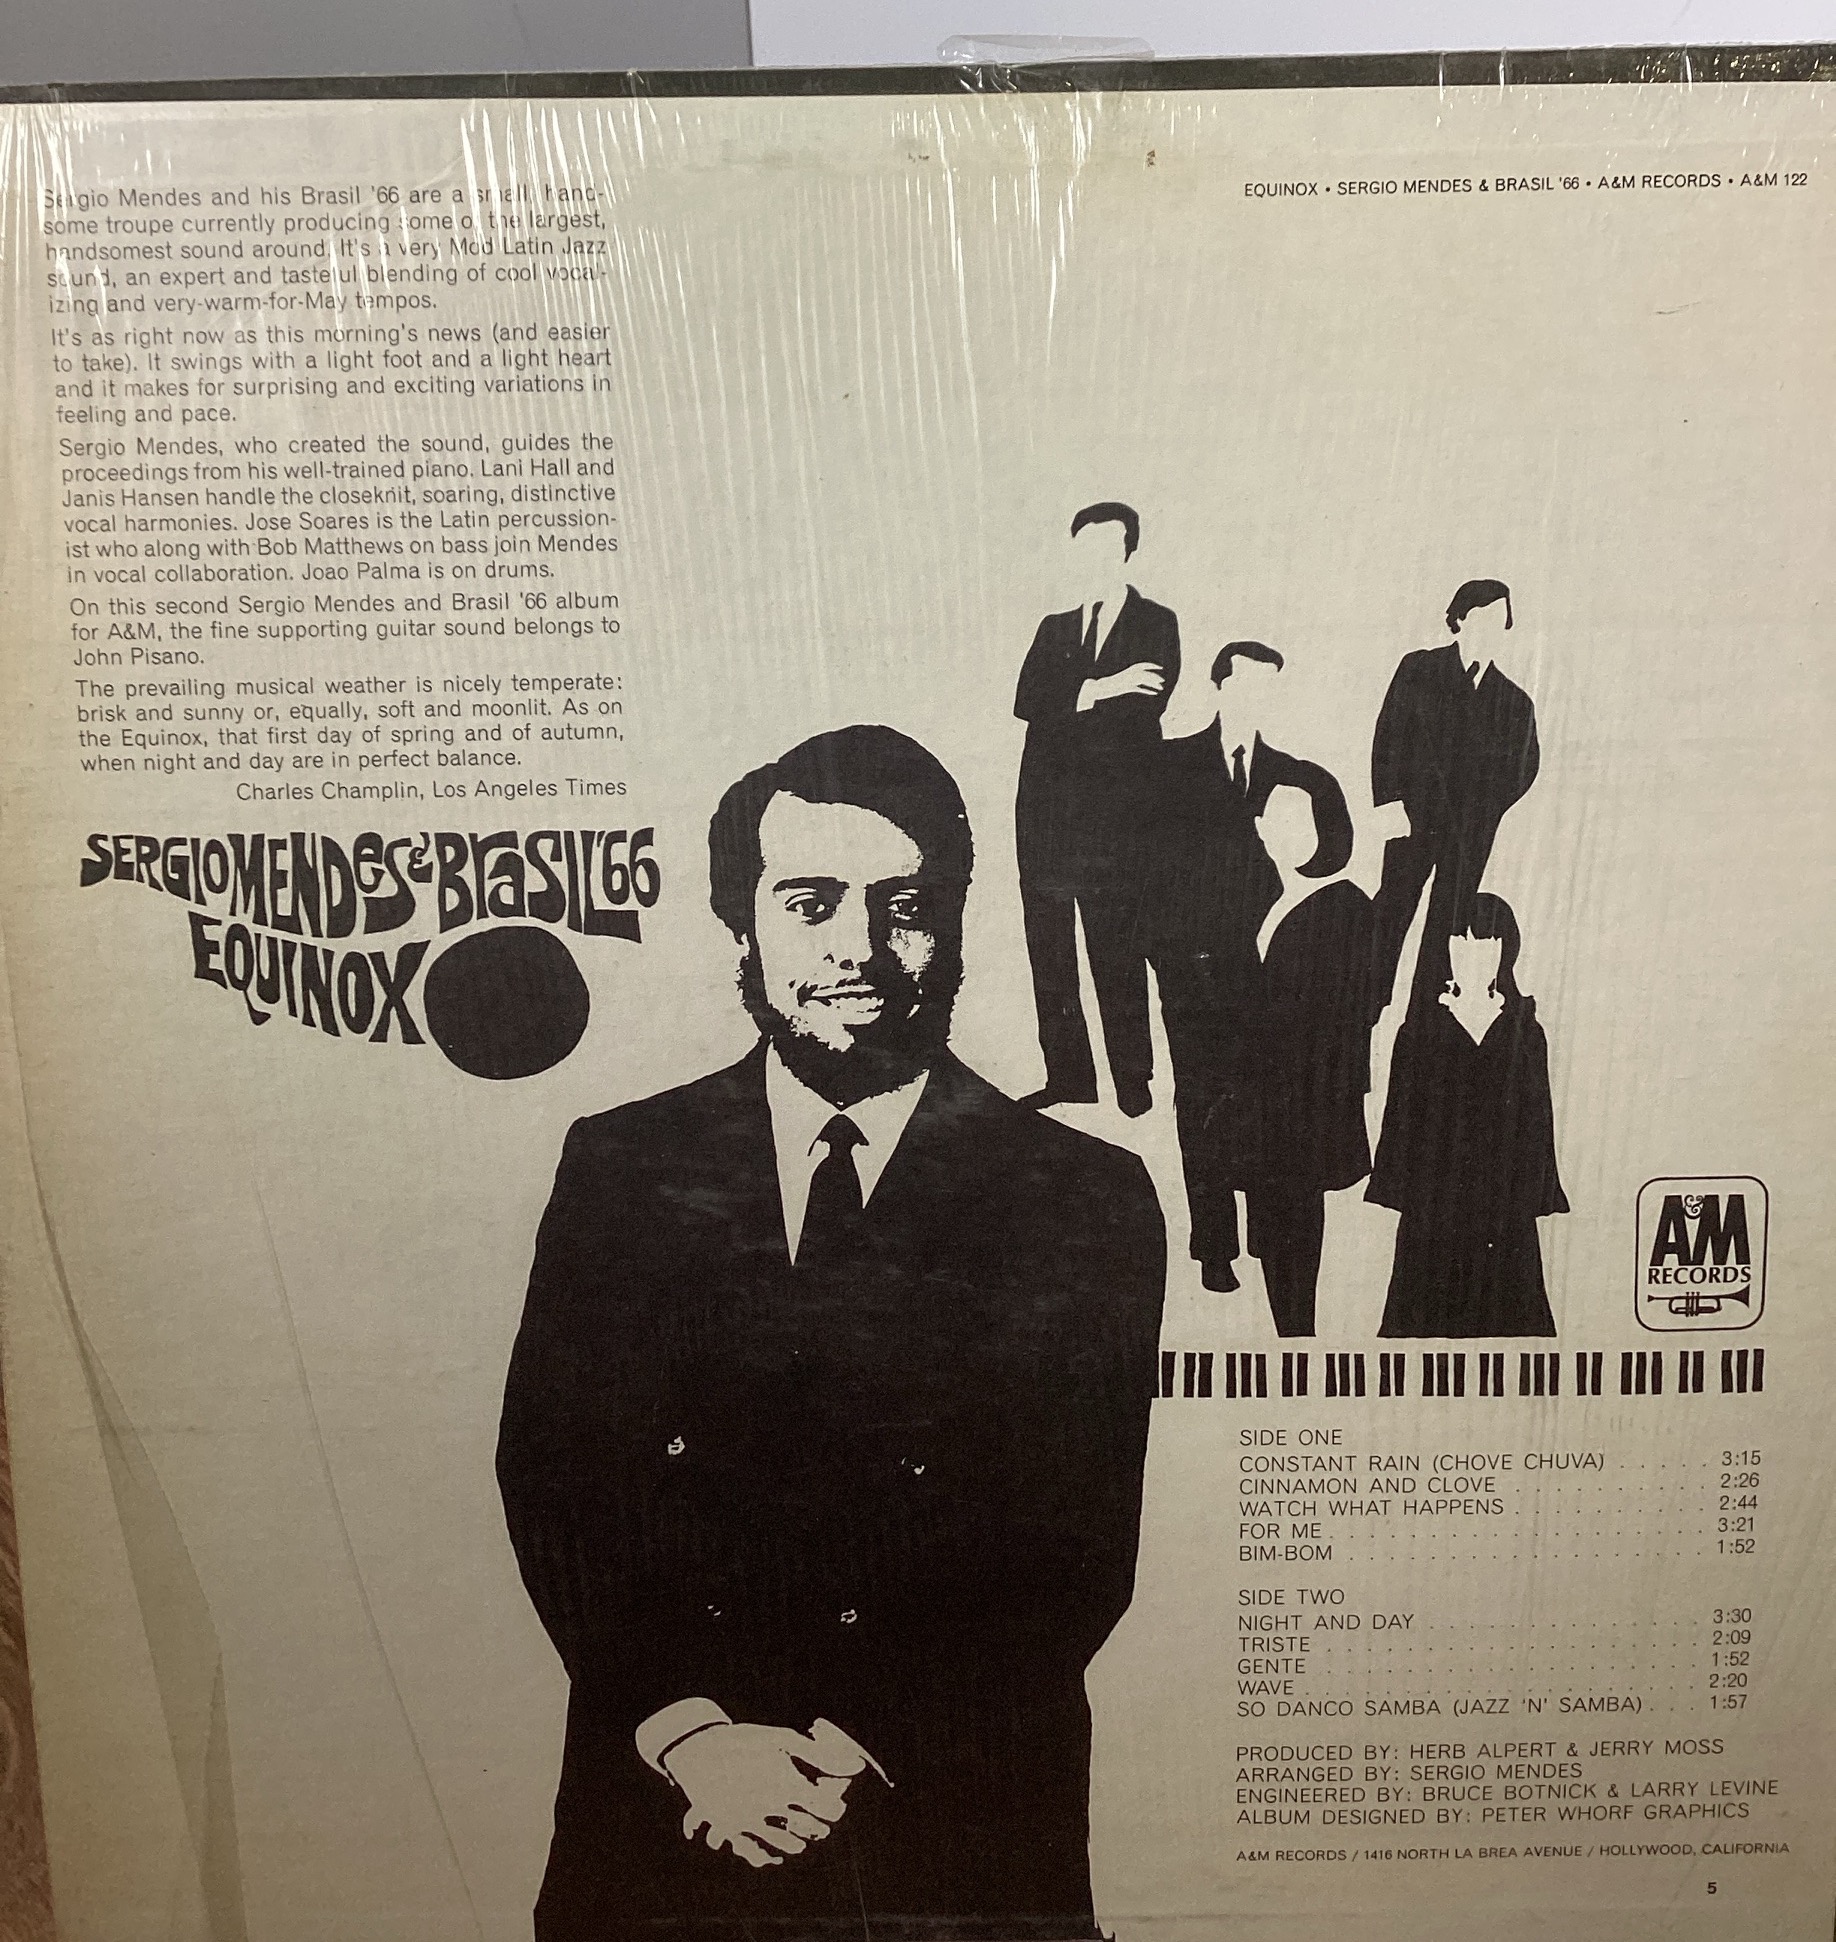 Sergio Mendes and his Brasil '66 are a small, hand-
some troupe currently producing some of the largest,
handsomest sound around. It's a very Mod Latin Jazz
sound, an expert and tasteful blending of cool vocal-
izing and very-warm-for-May tempos.
It's as right now as this morning's news (and easier
to take). It swings with a light foot and a light heart
and it makes for surprising and exciting variations in
feeling and pace.
Sergio Mendes, who created the sound, guides the
proceedings from his well-trained piano. Lani Hall and
Janis Hansen handle the closeknit, soaring, distinctive
vocal harmonies. Jose Soares is the Latin percussion-
ist who along with Bob Matthews on bass join Mendes
in vocal collaboration. Joao Palma is on drums.
On this second Sergio Mendes and Brasil '66 album
for A&M, the fine supporting guitar sound belongs to
John Pisano.
The prevailing musical weather is nicely temperate:
brisk and sunny or, equally, soft and moonlit. As on
the Equinox, that first day of spring and of autumn,
when night and day are in perfect balance.
Charles Champlin, Los Angeles Times
SERGIO MENDES & BRASIL '66
EQUINOX
EQUINOX • SERGIO MENDES & BRASIL '66 • A&M RECORDS • A&M 122
A&M
RECORDS
SIDE ONE
CONSTANT RAIN (CHOVE CHUVA) . . . . . 3:15
CINNAMON AND CLOVE . . . . . . . . . . 2:26
WATCH WHAT HAPPENS . . . . . . . . . . 2:44
FOR ME . . . . . . . . . . . . . . . . . . 3:21
BIM-BOM . . . . . . . . . . . . . . . . . 1:52
SIDE TWO
NIGHT AND DAY . . . . . . . . . . . . . 3:30
TRISTE . . . . . . . . . . . . . . . . . . 2:09
GENTE . . . . . . . . . . . . . . . . . . 1:52
WAVE . . . . . . . . . . . . . . . . . . . 2:20
SO DANCO SAMBA (JAZZ 'N' SAMBA) . . . 1:57
PRODUCED BY: HERB ALPERT & JERRY MOSS
ARRANGED BY: SERGIO MENDES
ENGINEERED BY: BRUCE BOTNICK & LARRY LEVINE
ALBUM DESIGNED BY: PETER WHORF GRAPHICS
A&M RECORDS / 1416 NORTH LA BREA AVENUE / HOLLYWOOD, CALIFORNIA
5